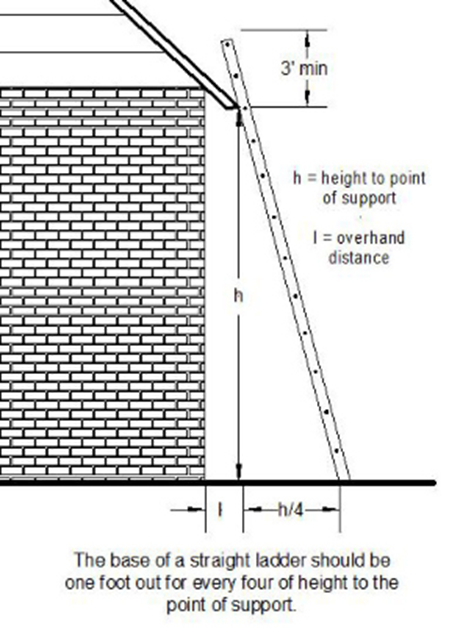 3' min
h = height to point
of support
l = overhand
distance
h
l
h/4
The base of a straight ladder should be
one foot out for every four of height to the
point of support.